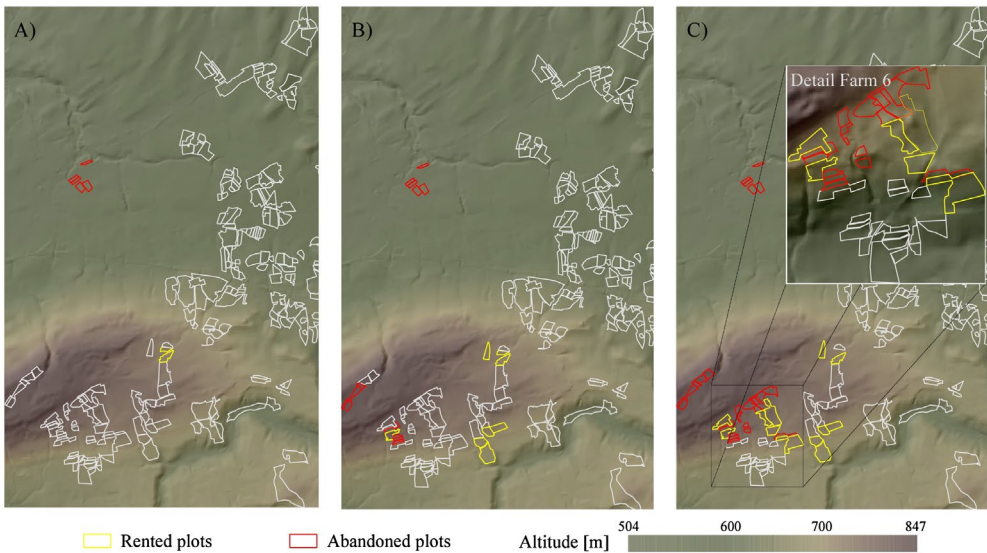 A)
B)
C)
Detail Farm 6
504
600
700
847
Rented plots
Abandoned plots
Altitude [m]